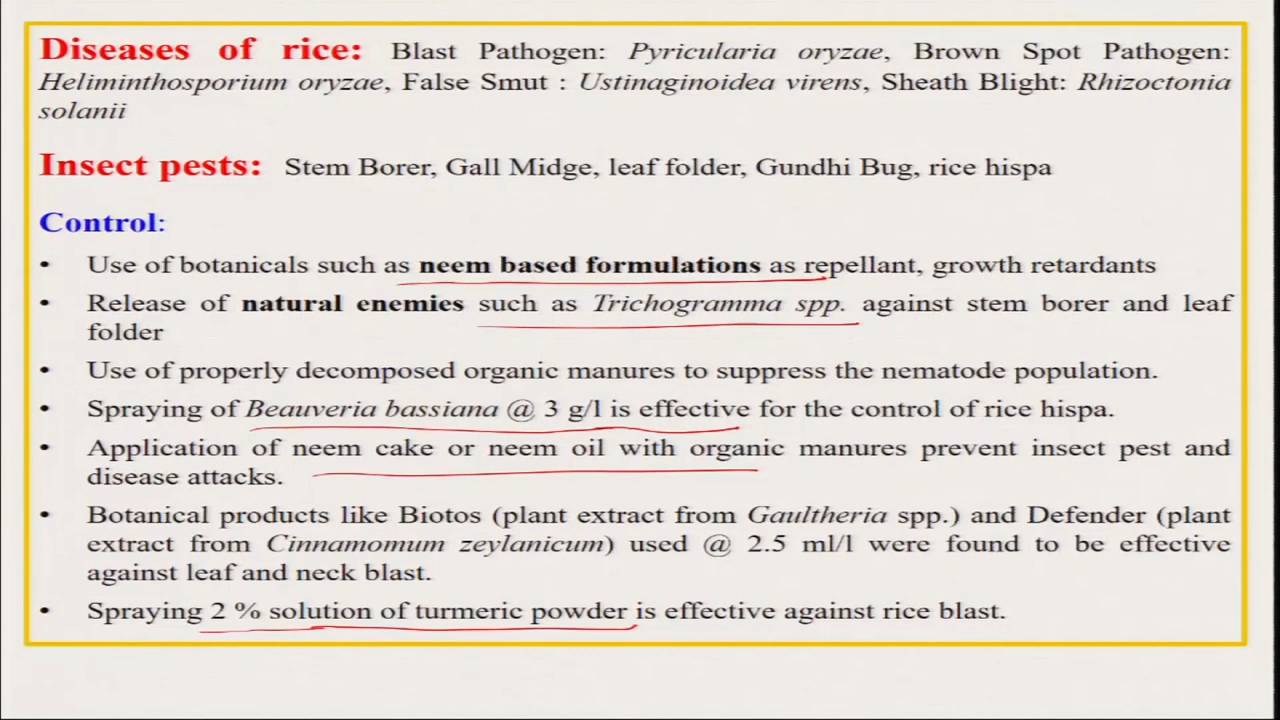 Diseases of rice: Blast Pathogen: Pyricularia oryzae, Brown Spot Pathogen:
Heliminthosporium oryzae, False Smut : Ustinaginoidea virens, Sheath Blight: Rhizoctonia
solanii
Insect pests: Stem Borer, Gall Midge, leaf folder, Gundhi Bug, rice hispa
Control:
• Use of botanicals such as neem based formulations as repellant, growth retardants
• Release of natural enemies such as Trichogramma spp. against stem borer and leaf
folder
• Use of properly decomposed organic manures to suppress the nematode population.
• Spraying of Beauveria bassiana @ 3 g/l is effective for the control of rice hispa.
• Application of neem cake or neem oil with organic manures prevent insect pest and
disease attacks.
• Botanical products like Biotos (plant extract from Gaultheria spp.) and Defender (plant
extract from Cinnamomum zeylanicum) used @ 2.5 ml/l were found to be effective
against leaf and neck blast.
• Spraying 2 % solution of turmeric powder is effective against rice blast.